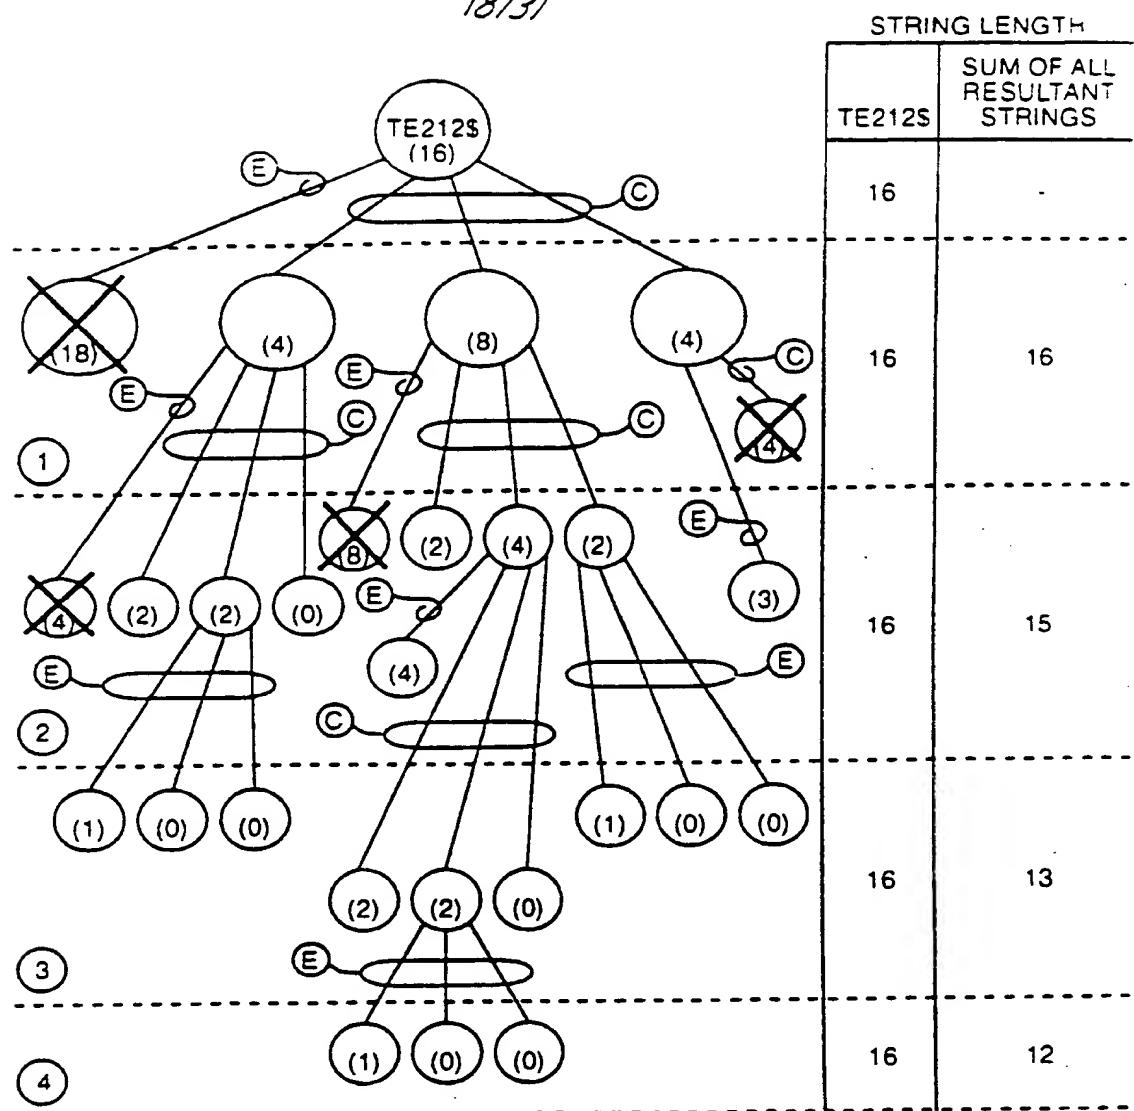 18/31
STRING LENGTH
TE212$
SUM OF ALL
RESULTANT
STRINGS
TE212$
(16)
E
C
16
-
(18)
(4)
(8)
(4)
16
16
E
E
C
C
C
(4)
1
(4)
(2)
(2)
(0)
(8)
(2)
(4)
(2)
E
(3)
16
15
E
(4)
E
E
C
2
(1)
(0)
(0)
(1)
(0)
(0)
(2)
(2)
(0)
16
13
E
3
(1)
(0)
(0)
16
12
4